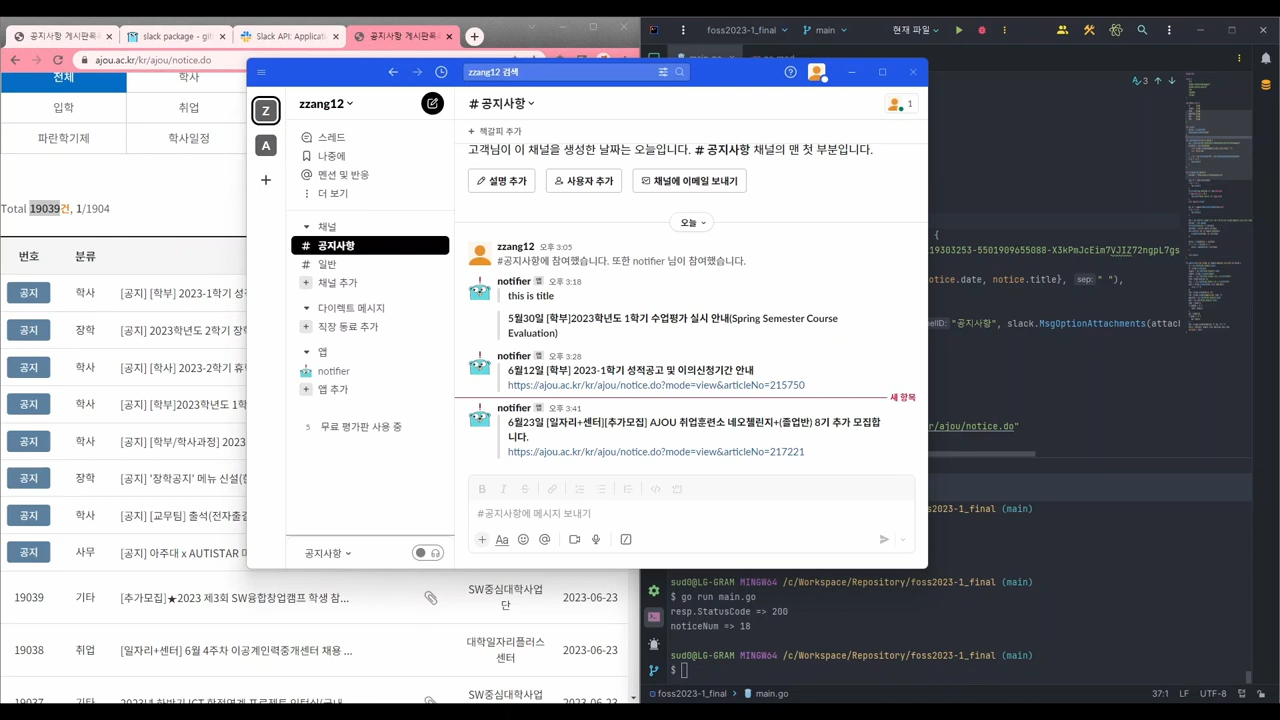 공지사항 게시판목록
slack package - git
Slack API: Applicati
공지사항 게시판목록
ajou.ac.kr/kr/ajou/notice.do
전체
학사
입학
취업
파란학기제
학사일정
Total 19039건, 1/1904
번호
분류
공지
학사
[공지] [학부] 2023-1학기 성
공지
장학
[공지] 2023학년도 2학기 장학
공지
학사
[공지] [학사] 2023-2학기 휴
공지
학사
[공지] [학부]2023학년도 1학
공지
학사
[공지] [학부/학사과정] 2023
공지
장학
[공지] '장학공지' 메뉴 신설(
공지
학사
[공지] [교무팀] 출석(전자출결
공지
사무
[공지] 아주대 x AUTISTAR
19039
기타
[추가모집]★2023 제3회 SW융합창업캠프 학생 참...
SW중심대학사업
단
2023-06-23
19038
취업
[일자리+센터] 6월 4주차 이공계인력중개센터 채용 ...
대학일자리플러스
센터
2023-06-23
19037
기타
SW중심대학사업
zzang12 검색
Z
A
zzang12
스레드
나중에
멘션 및 반응
더 보기
채널
# 공지사항
# 일반
채널 추가
다이렉트 메시지
직장 동료 추가
앱
notifier
앱 추가
5 무료 평가판 사용 중
공지사항
# 공지사항
1
책갈피 추가
고객님이 이 채널을 생성한 날짜는 오늘입니다. # 공지사항 채널의 맨 첫 부분입니다.
설명 추가
사용자 추가
채널에 이메일 보내기
오늘
zzang12 오후 3:05
#공지사항에 참여했습니다. 또한 notifier 님이 참여했습니다.
notifier 앱 오후 3:18
this is title
5월30일 [학부]2023학년도 1학기 수업평가 실시 안내(Spring Semester Course
Evaluation)
notifier 앱 오후 3:28
6월12일 [학부] 2023-1학기 성적공고 및 이의신청기간 안내
https://ajou.ac.kr/kr/ajou/notice.do?mode=view&articleNo=215750
새 항목
notifier 앱 오후 3:41
6월23일 [일자리+센터][추가모집] AJOU 취업훈련소 네오챌린지+(졸업반) 8기 추가 모집합
니다.
https://ajou.ac.kr/kr/ajou/notice.do?mode=view&articleNo=217221
#공지사항에 메시지 보내기
foss2023-1_final
main
현재 파일
3
{
19303253-5501909655088-X3kPmJcEim7VJIZ72ngpL7gs
otice.date, notice.title}, sep: " "),
nelID: "공지사항", slack.MsgOptionAttachments(attac
r/ajou/notice.do"
oss2023-1_final (main)
oss2023-1_final (main)
sud0@LG-GRAM MINGW64 /c/Workspace/Repository/foss2023-1_final (main)
$ go run main.go
resp.StatusCode => 200
noticeNum => 18
sud0@LG-GRAM MINGW64 /c/Workspace/Repository/foss2023-1_final (main)
$
foss2023-1_final > main.go
37:1 LF UTF-8